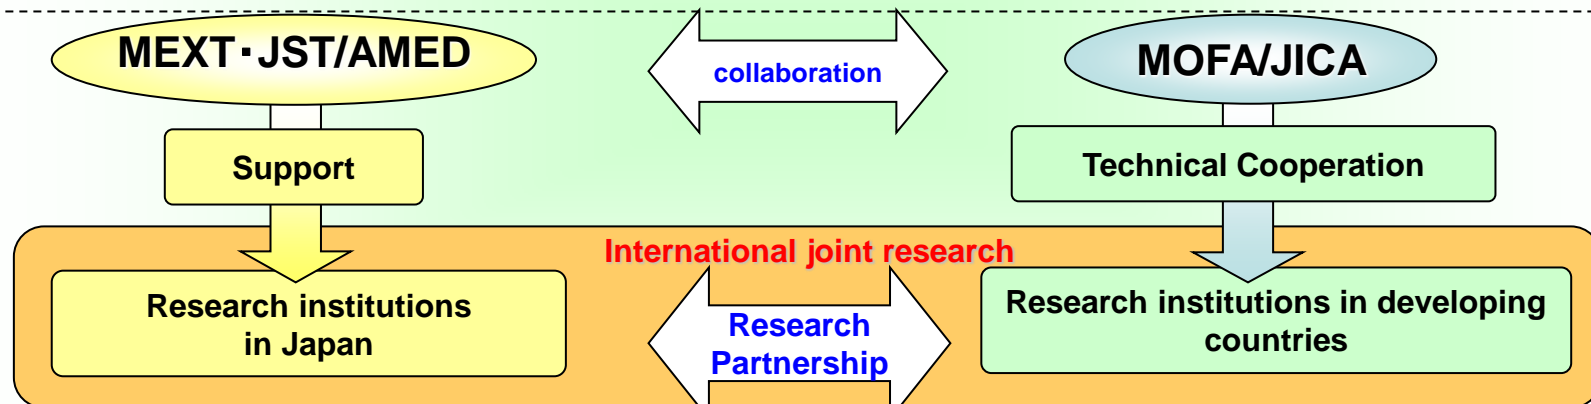 MEXT・JST/AMED
collaboration
MOFA/JICA
Support
Technical Cooperation
International joint research
Research institutions
in Japan
Research
Partnership
Research institutions in developing
countries